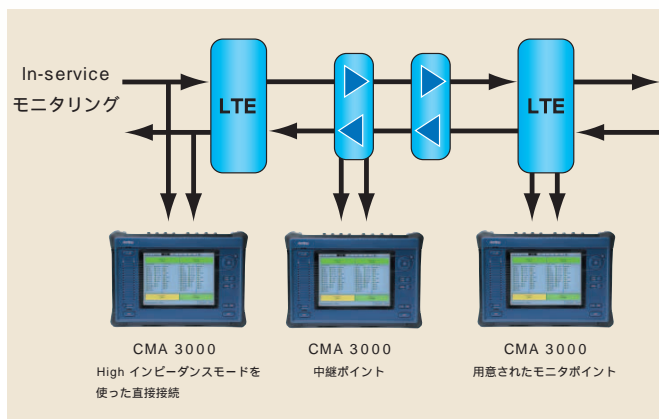 In-service
モニタリング
LTE
LTE
CMA 3000
High インピーダンスモードを
使った直接接続
CMA 3000
中継ポイント
CMA 3000
用意されたモニタポイント